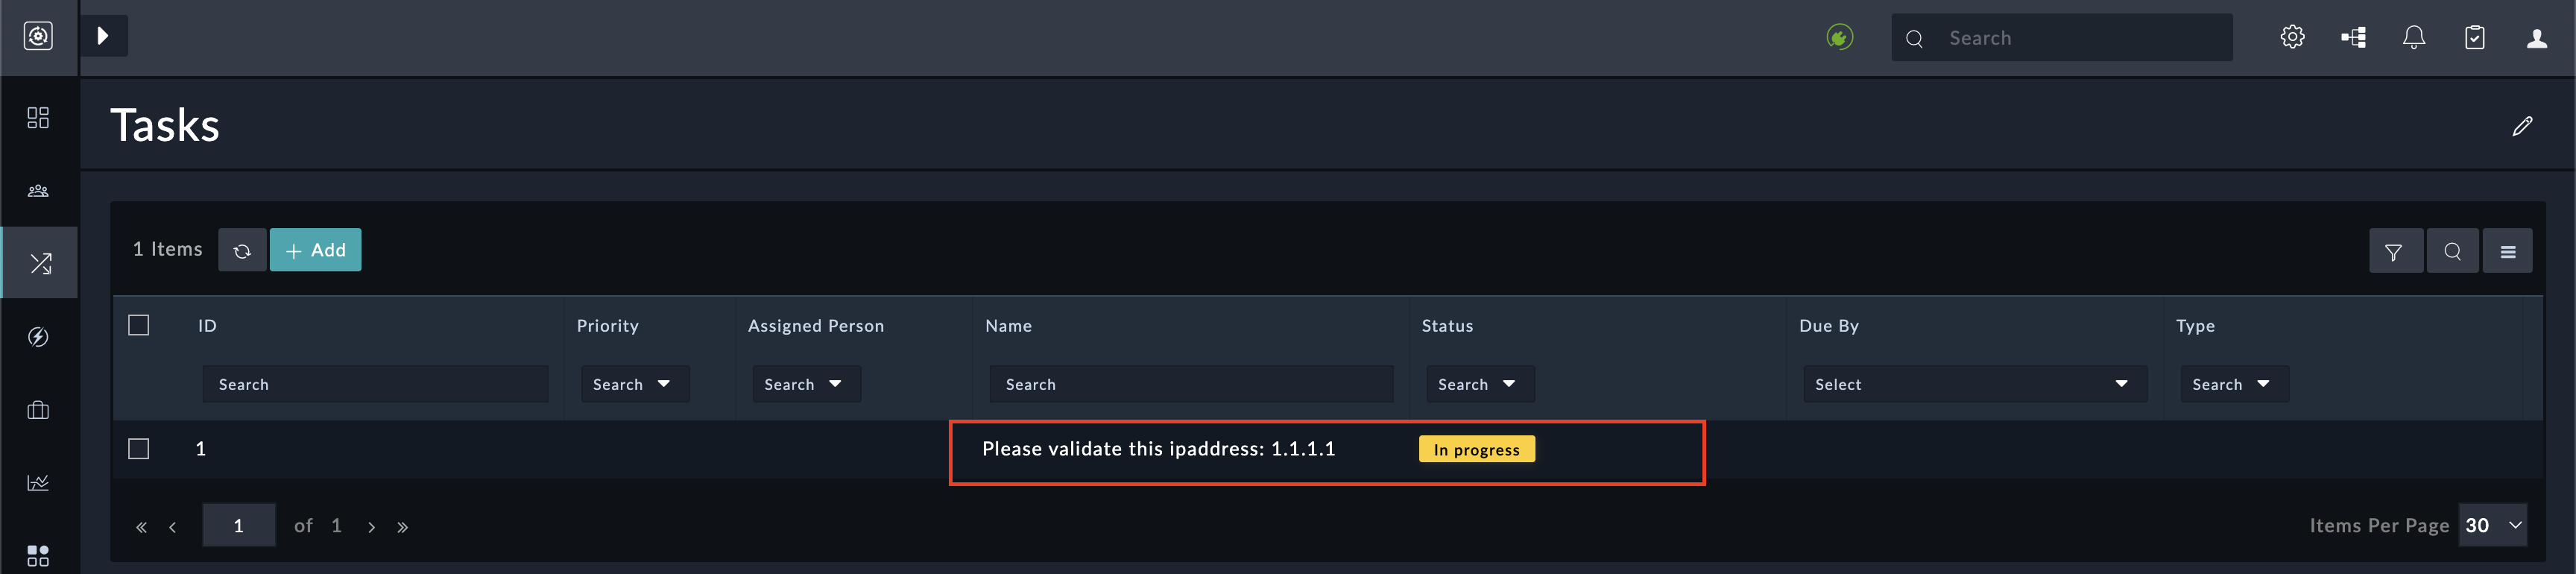 Search
Tasks
1 Items
Add
ID Priority Assigned Person Name Status Due By Type
Search Search Search Search Search Select Search
1 Please validate this ipaddress: 1.1.1.1 In progress
« ‹ 1 of 1 › » Items Per Page 30